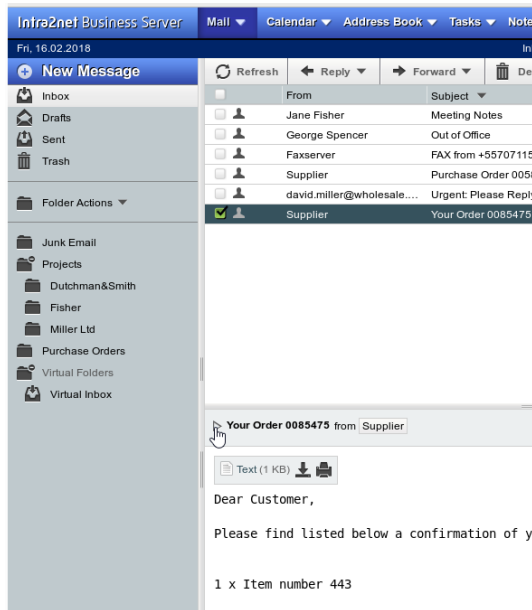 Intra2net Business Server Mail Calendar Address Book Tasks
Fri, 16.02.2018
New Message Refresh Reply Forward
From Subject
Inbox
Drafts
Sent
Trash
Folder Actions
Junk Email
Projects
Dutchman&Smith
Fisher
Miller Ltd
Purchase Orders
Virtual Folders
Virtual Inbox
Jane Fisher Meeting Notes
George Spencer Out of Office
Faxserver FAX from +55707115
Supplier Purchase Order 005
david.miller@wholesale.... Urgent: Please Reply
Supplier Your Order 0085475
Your Order 0085475 from Supplier
Text (1 KB)
Dear Customer,
Please find listed below a confirmation of y
1 x Item number 443